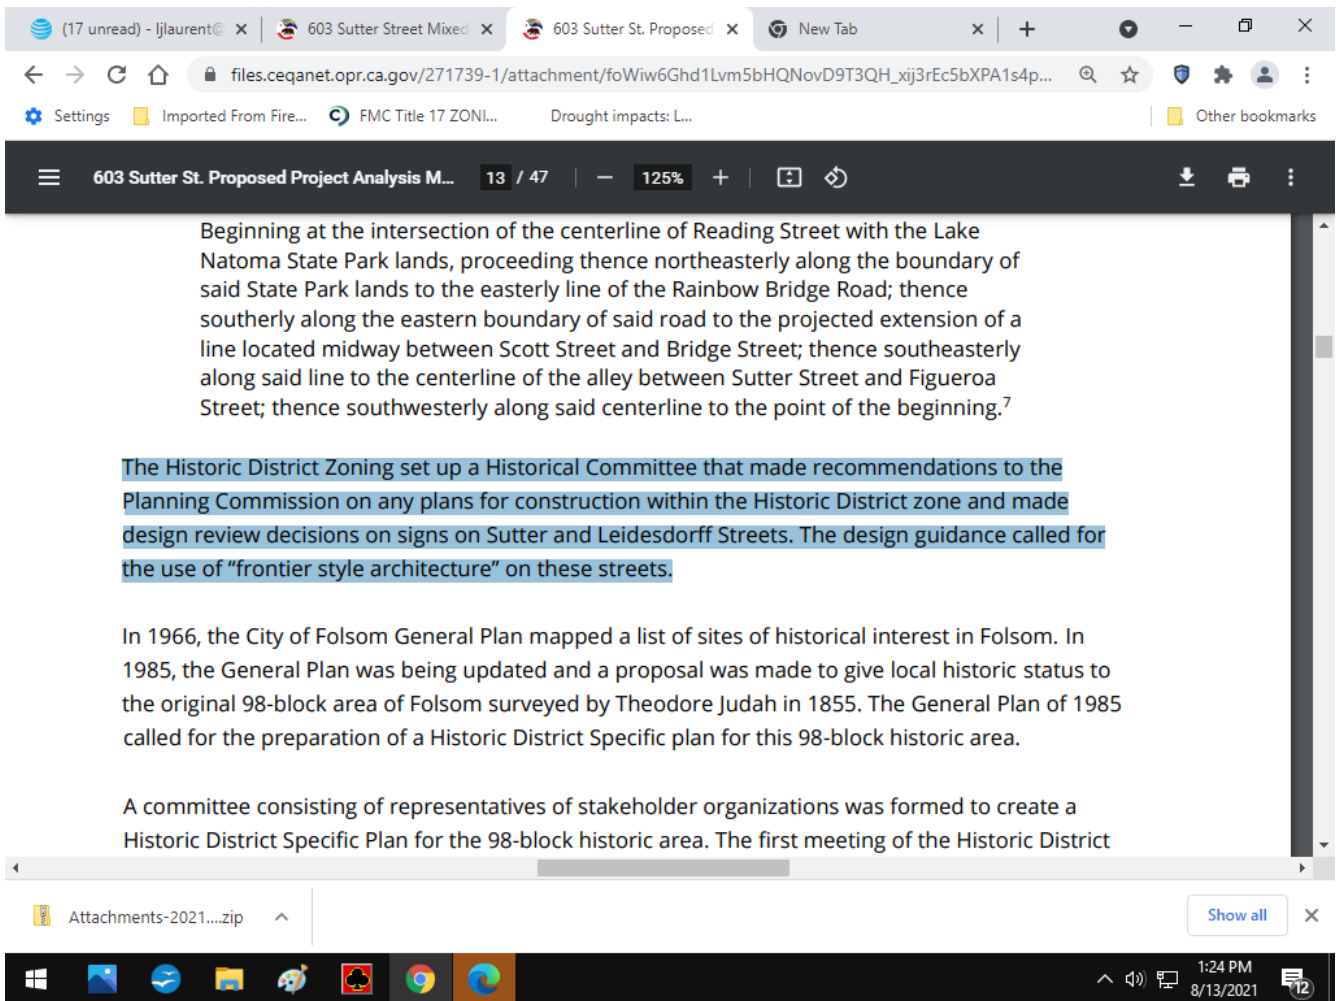 (17 unread) - ljlaurent@
603 Sutter Street Mixed
603 Sutter St. Proposed
New Tab
files.ceqanet.opr.ca.gov/271739-1/attachment/foWiw6Ghd1Lvm5bHQNovD9T3QH_xij3rEc5bXPA1s4p...
Settings
Imported From Fire...
FMC Title 17 ZONI...
Drought impacts: L...
Other bookmarks
603 Sutter St. Proposed Project Analysis M...
13 / 47
125%
Beginning at the intersection of the centerline of Reading Street with the Lake
Natoma State Park lands, proceeding thence northeasterly along the boundary of
said State Park lands to the easterly line of the Rainbow Bridge Road; thence
southerly along the eastern boundary of said road to the projected extension of a
line located midway between Scott Street and Bridge Street; thence southeasterly
along said line to the centerline of the alley between Sutter Street and Figueroa
Street; thence southwesterly along said centerline to the point of the beginning.⁷
The Historic District Zoning set up a Historical Committee that made recommendations to the
Planning Commission on any plans for construction within the Historic District zone and made
design review decisions on signs on Sutter and Leidesdorff Streets. The design guidance called for
the use of “frontier style architecture” on these streets.
In 1966, the City of Folsom General Plan mapped a list of sites of historical interest in Folsom. In
1985, the General Plan was being updated and a proposal was made to give local historic status to
the original 98-block area of Folsom surveyed by Theodore Judah in 1855. The General Plan of 1985
called for the preparation of a Historic District Specific plan for this 98-block historic area.
A committee consisting of representatives of stakeholder organizations was formed to create a
Historic District Specific Plan for the 98-block historic area. The first meeting of the Historic District
Attachments-2021....zip
Show all
1:24 PM
8/13/2021
12